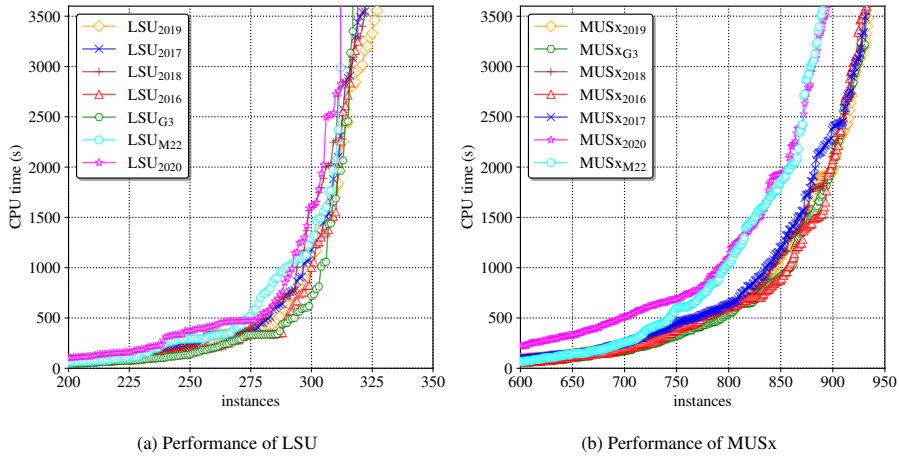 3500
3000
2500
2000
1500
1000
500
0
CPU time (s)
LSU2019
LSU2017
LSU2018
LSU2016
LSUG3
LSUM22
LSU2020
200 225 250 275 300 325 350
instances
(a) Performance of LSU
3500
3000
2500
2000
1500
1000
500
0
CPU time (s)
MUSx2019
MUSxG3
MUSx2018
MUSx2016
MUSx2017
MUSx2020
MUSxM22
600 650 700 750 800 850 900 950
instances
(b) Performance of MUSx